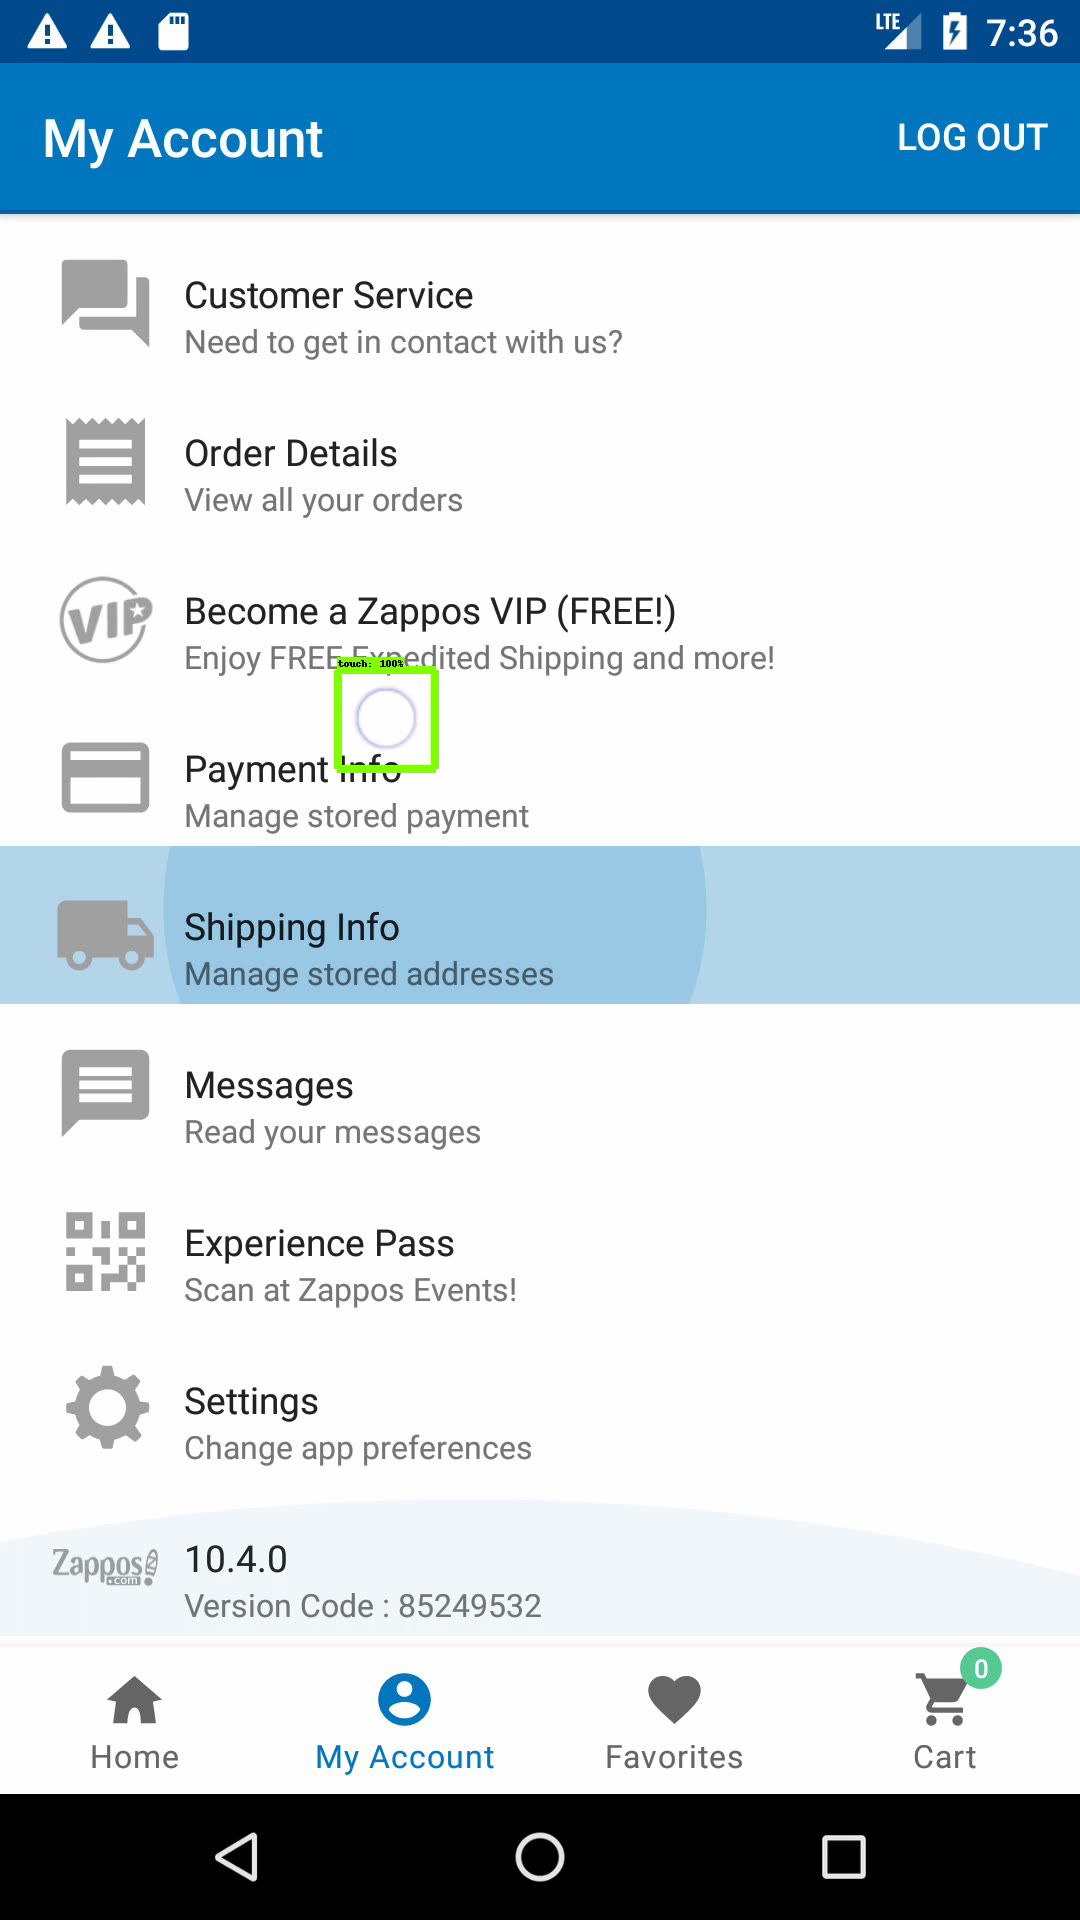 LTE 7:36
My Account LOG OUT
Customer Service
Need to get in contact with us?
Order Details
View all your orders
VIP
Become a Zappos VIP (FREE!)
Enjoy FREE Expedited Shipping and more!
touch: 100%
Payment Info
Manage stored payment
Shipping Info
Manage stored addresses
Messages
Read your messages
Experience Pass
Scan at Zappos Events!
Settings
Change app preferences
Zappos
.com
10.4.0
Version Code : 85249532
0
Home My Account Favorites Cart